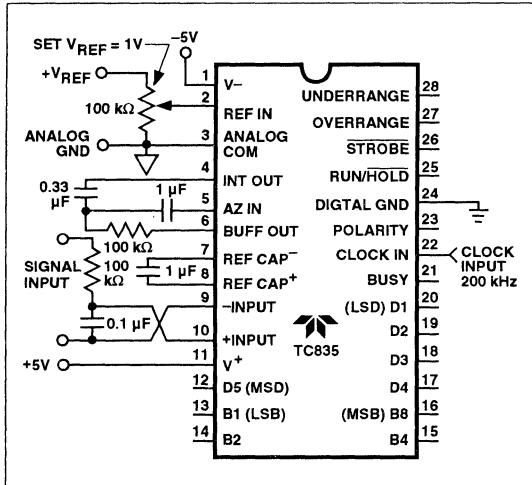 SET VREF = 1V
–5V
+VREF
100 kΩ
ANALOG
GND
0.33
µF
1 µF
100 kΩ
SIGNAL
INPUT
100
kΩ
1 µF
0.1 µF
+5V
1 V–
2 REF IN
3 ANALOG
COM
4 INT OUT
5 AZ IN
6 BUFF OUT
7 REF CAP–
8 REF CAP+
9 –INPUT
10 +INPUT
11 V+
12 D5 (MSD)
13 B1 (LSB)
14 B2
TC835
UNDERRANGE 28
OVERRANGE 27
STROBE 26
RUN/HOLD 25
DIGTAL GND 24
POLARITY 23
CLOCK IN 22
BUSY 21
(LSD) D1 20
D2 19
D3 18
D4 17
(MSB) B8 16
B4 15
CLOCK
INPUT
200 kHz